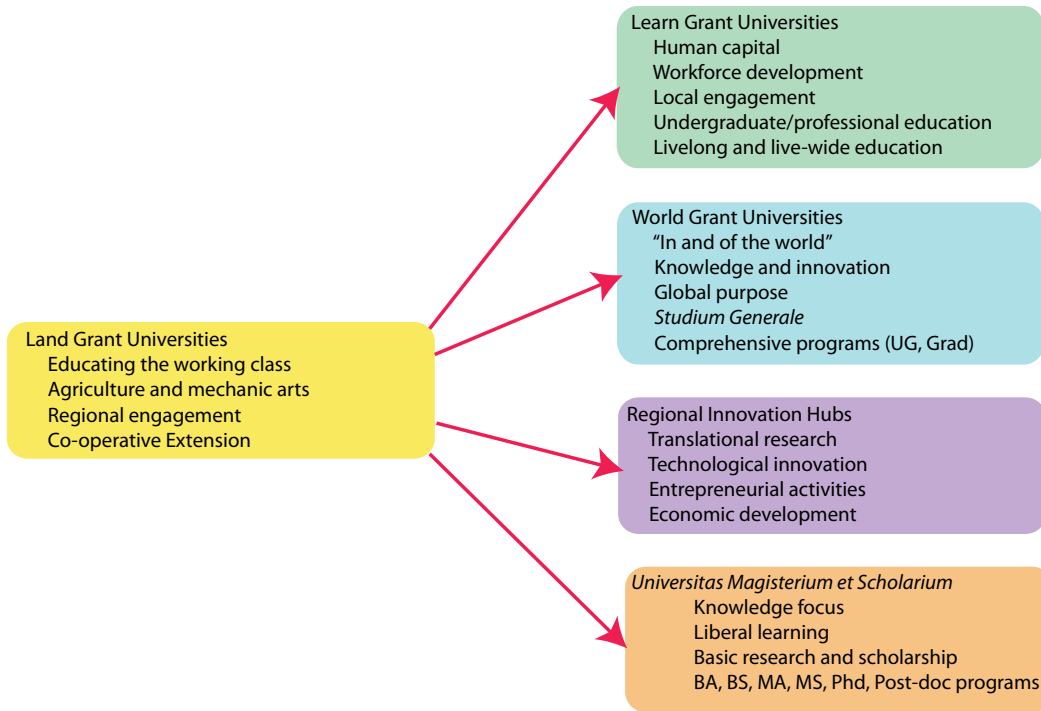 Learn Grant Universities
Human capital
Workforce development
Local engagement
Undergraduate/professional education
Livelong and live-wide education
World Grant Universities
“In and of the world”
Knowledge and innovation
Global purpose
Studium Generale
Comprehensive programs (UG, Grad)
Land Grant Universities
Educating the working class
Agriculture and mechanic arts
Regional engagement
Co-operative Extension
Regional Innovation Hubs
Translational research
Technological innovation
Entrepreneurial activities
Economic development
Universitas Magisterium et Scholarium
Knowledge focus
Liberal learning
Basic research and scholarship
BA, BS, MA, MS, Phd, Post-doc programs